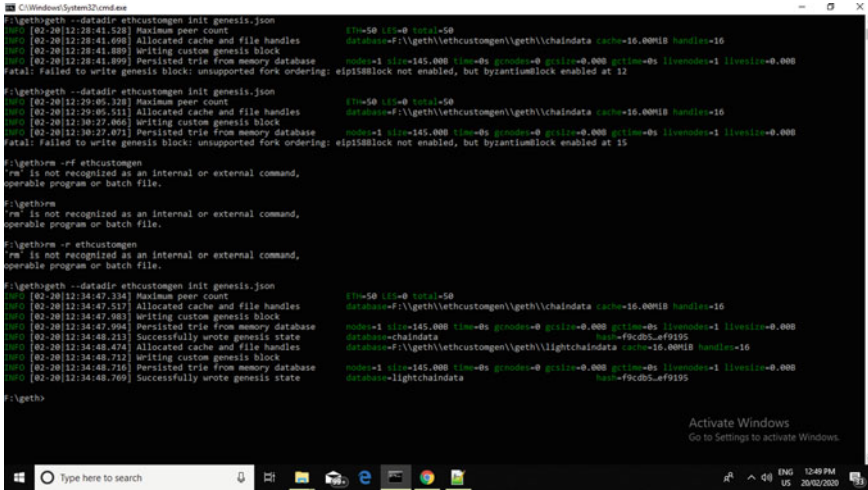 C:\Windows\System32\cmd.exe
F:\geth>geth --datadir ethcustomgen init genesis.json
INFO [02-20|12:28:41.528] Maximum peer count ETH=50 LES=0 total=50
INFO [02-20|12:28:41.698] Allocated cache and file handles database=F:\\geth\\ethcustomgen\\geth\\chaindata cache=16.00MiB handles=16
INFO [02-20|12:28:41.889] Writing custom genesis block
INFO [02-20|12:28:41.899] Persisted trie from memory database nodes=1 size=145.00B time=0s gcnodes=0 gcsize=0.00B gctime=0s livenodes=1 livesize=0.00B
Fatal: Failed to write genesis block: unsupported fork ordering: eip158Block not enabled, but byzantiumBlock enabled at 12
F:\geth>geth --datadir ethcustomgen init genesis.json
INFO [02-20|12:29:05.328] Maximum peer count ETH=50 LES=0 total=50
INFO [02-20|12:29:05.511] Allocated cache and file handles database=F:\\geth\\ethcustomgen\\geth\\chaindata cache=16.00MiB handles=16
INFO [02-20|12:30:27.066] Writing custom genesis block
INFO [02-20|12:30:27.071] Persisted trie from memory database nodes=1 size=145.00B time=0s gcnodes=0 gcsize=0.00B gctime=0s livenodes=1 livesize=0.00B
Fatal: Failed to write genesis block: unsupported fork ordering: eip158Block not enabled, but byzantiumBlock enabled at 15
F:\geth>rm -rf ethcustomgen
'rm' is not recognized as an internal or external command,
operable program or batch file.
F:\geth>rm
'rm' is not recognized as an internal or external command,
operable program or batch file.
F:\geth>rm -r ethcustomgen
'rm' is not recognized as an internal or external command,
operable program or batch file.
F:\geth>geth --datadir ethcustomgen init genesis.json
INFO [02-20|12:34:47.334] Maximum peer count ETH=50 LES=0 total=50
INFO [02-20|12:34:47.517] Allocated cache and file handles database=F:\\geth\\ethcustomgen\\geth\\chaindata cache=16.00MiB handles=16
INFO [02-20|12:34:47.983] Writing custom genesis block
INFO [02-20|12:34:47.994] Persisted trie from memory database nodes=1 size=145.00B time=0s gcnodes=0 gcsize=0.00B gctime=0s livenodes=1 livesize=0.00B
INFO [02-20|12:34:48.213] Successfully wrote genesis state database=chaindata hash=f9cdb5…ef9195
INFO [02-20|12:34:48.474] Allocated cache and file handles database=F:\\geth\\ethcustomgen\\geth\\lightchaindata cache=16.00MiB handles=16
INFO [02-20|12:34:48.712] Writing custom genesis block
INFO [02-20|12:34:48.716] Persisted trie from memory database nodes=1 size=145.00B time=0s gcnodes=0 gcsize=0.00B gctime=0s livenodes=1 livesize=0.00B
INFO [02-20|12:34:48.769] Successfully wrote genesis state database=lightchaindata hash=f9cdb5…ef9195
F:\geth>
Activate Windows
Go to Settings to activate Windows.
Type here to search
ENG 12:49 PM
US 20/02/2020